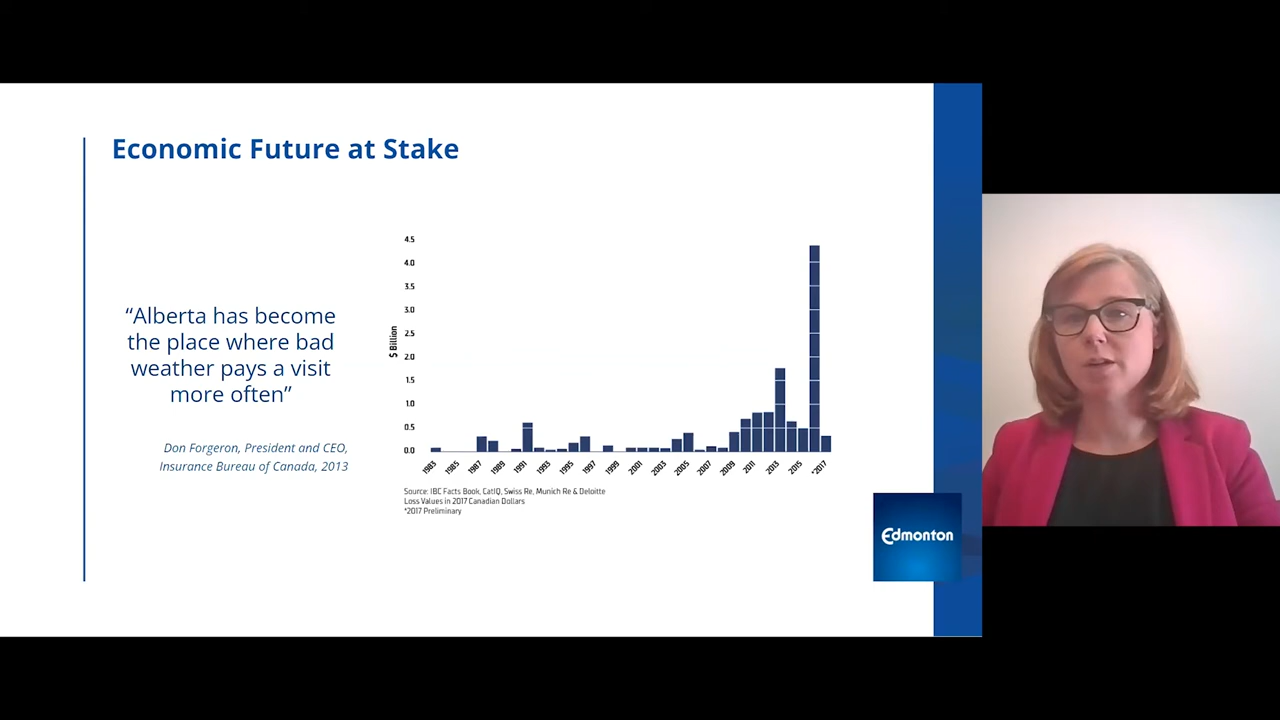 Economic Future at Stake
“Alberta has become
the place where bad
weather pays a visit
more often”
Don Forgeron, President and CEO,
Insurance Bureau of Canada, 2013
$ Billion
4.5
4.0
3.5
3.0
2.5
2.0
1.5
1.0
0.5
0.0
1983
1985
1987
1989
1991
1993
1995
1997
1999
2001
2003
2005
2007
2009
2011
2013
2015
*2017
Source: IBC Facts Book, CatIQ, Swiss Re, Munich Re & Deloitte
Loss Values in 2017 Canadian Dollars
*2017 Preliminary
Edmonton